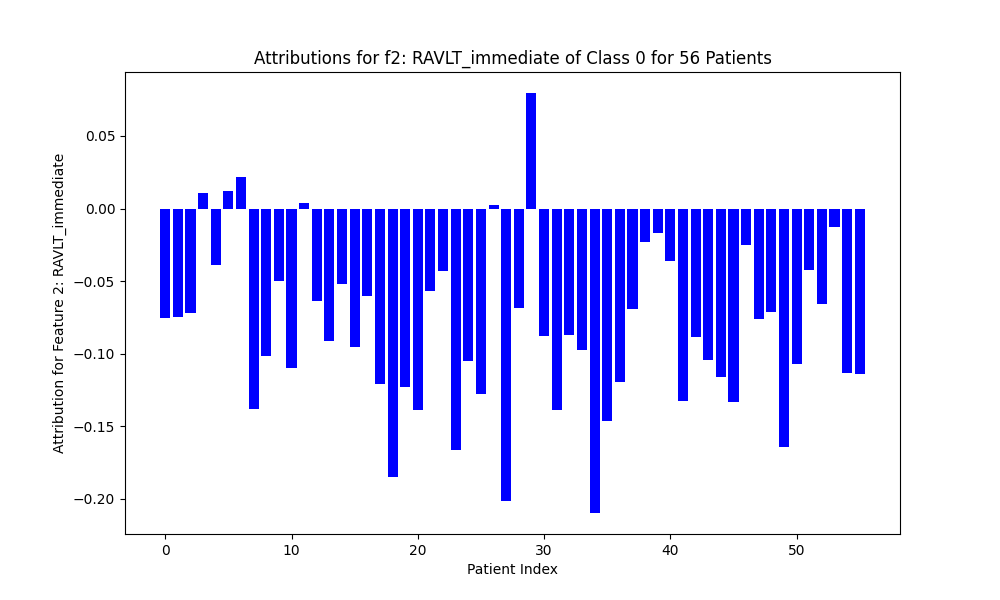 Attributions for f2: RAVLT_immediate of Class 0 for 56 Patients
Attribution for Feature 2: RAVLT_immediate
0.05
0.00
−0.05
−0.10
−0.15
−0.20
0 10 20 30 40 50
Patient Index